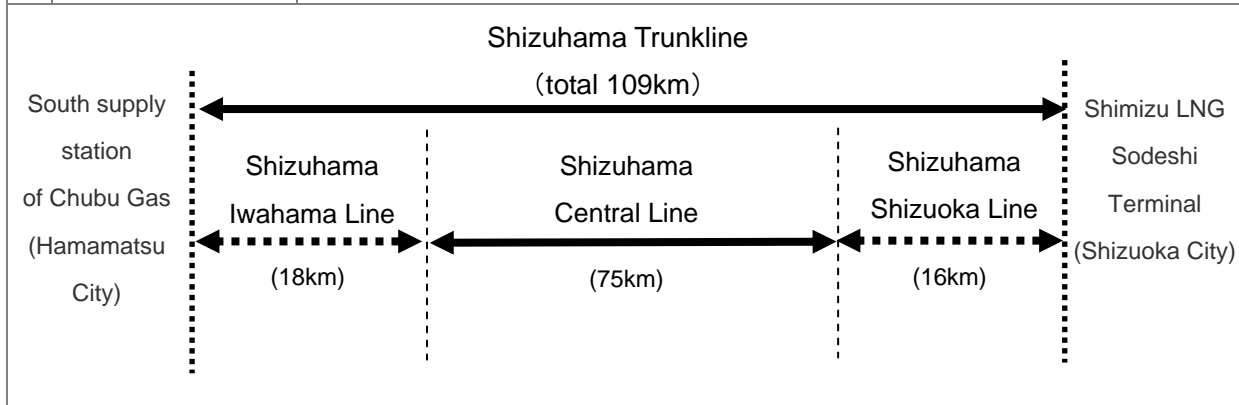 Shizuhama Trunkline
（total 109km）
South supply
station
of Chubu Gas
(Hamamatsu
City)
Shizuhama
Iwahama Line
(18km)
Shizuhama
Central Line
(75km)
Shizuhama
Shizuoka Line
(16km)
Shimizu LNG
Sodeshi
Terminal
(Shizuoka City)